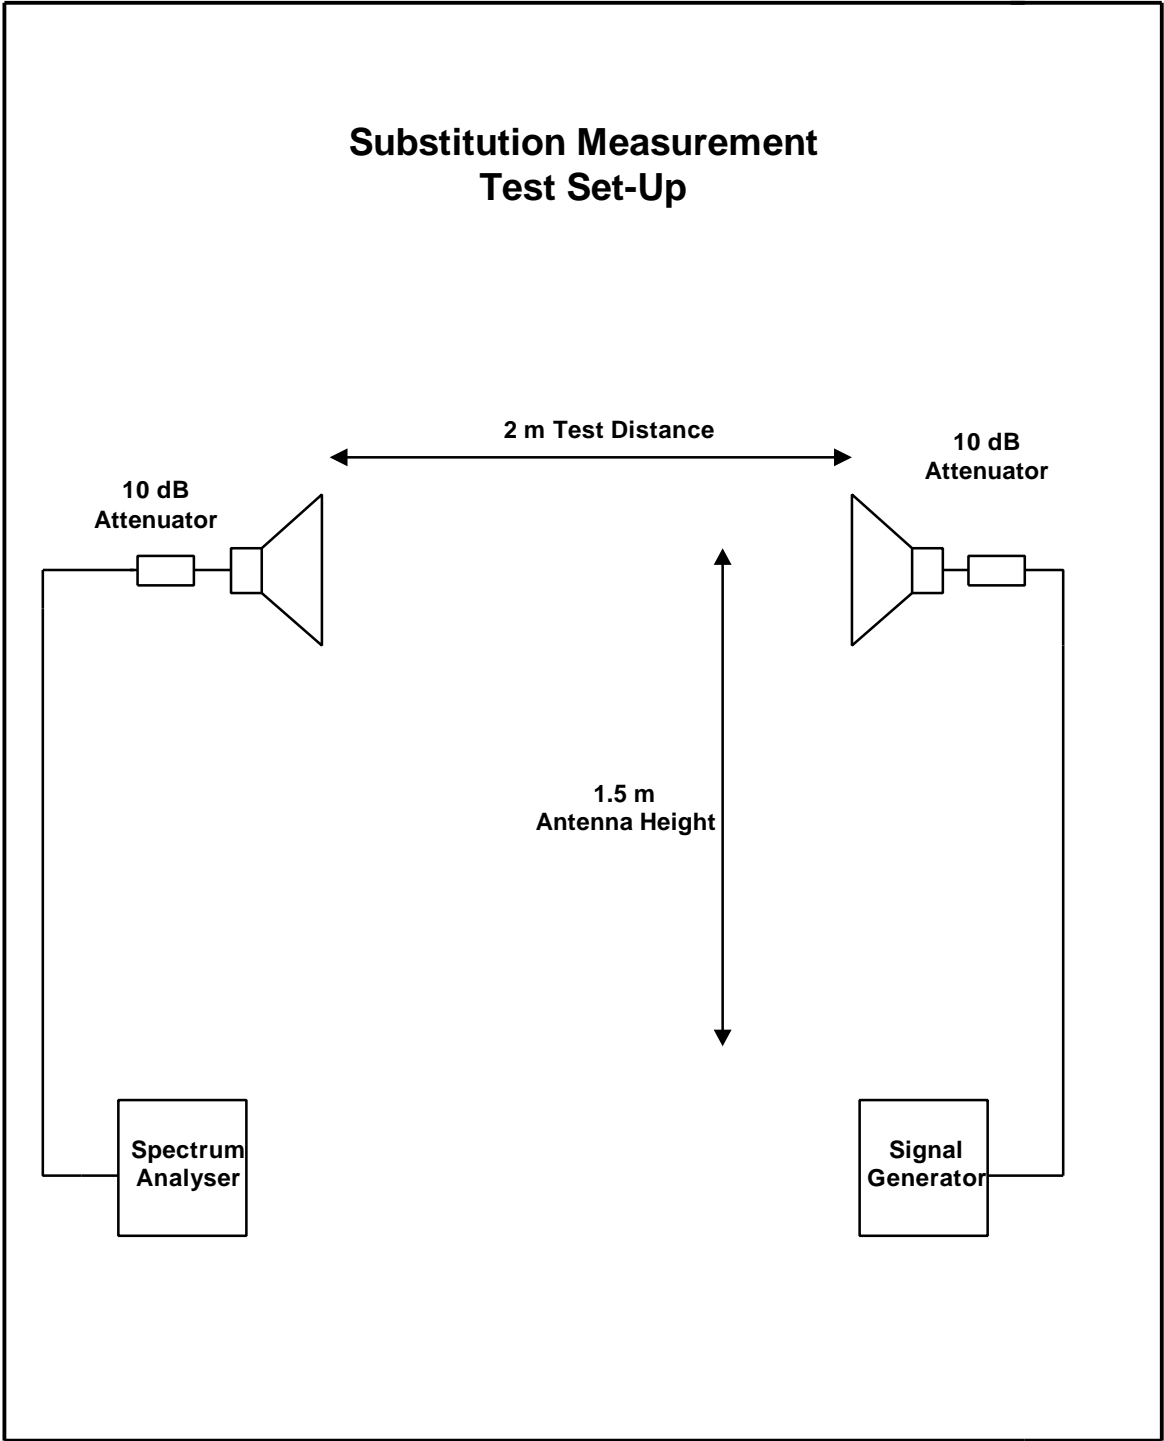 Substitution Measurement
Test Set-Up
2 m Test Distance
10 dB
Attenuator
10 dB
Attenuator
1.5 m
Antenna Height
Spectrum
Analyser
Signal
Generator